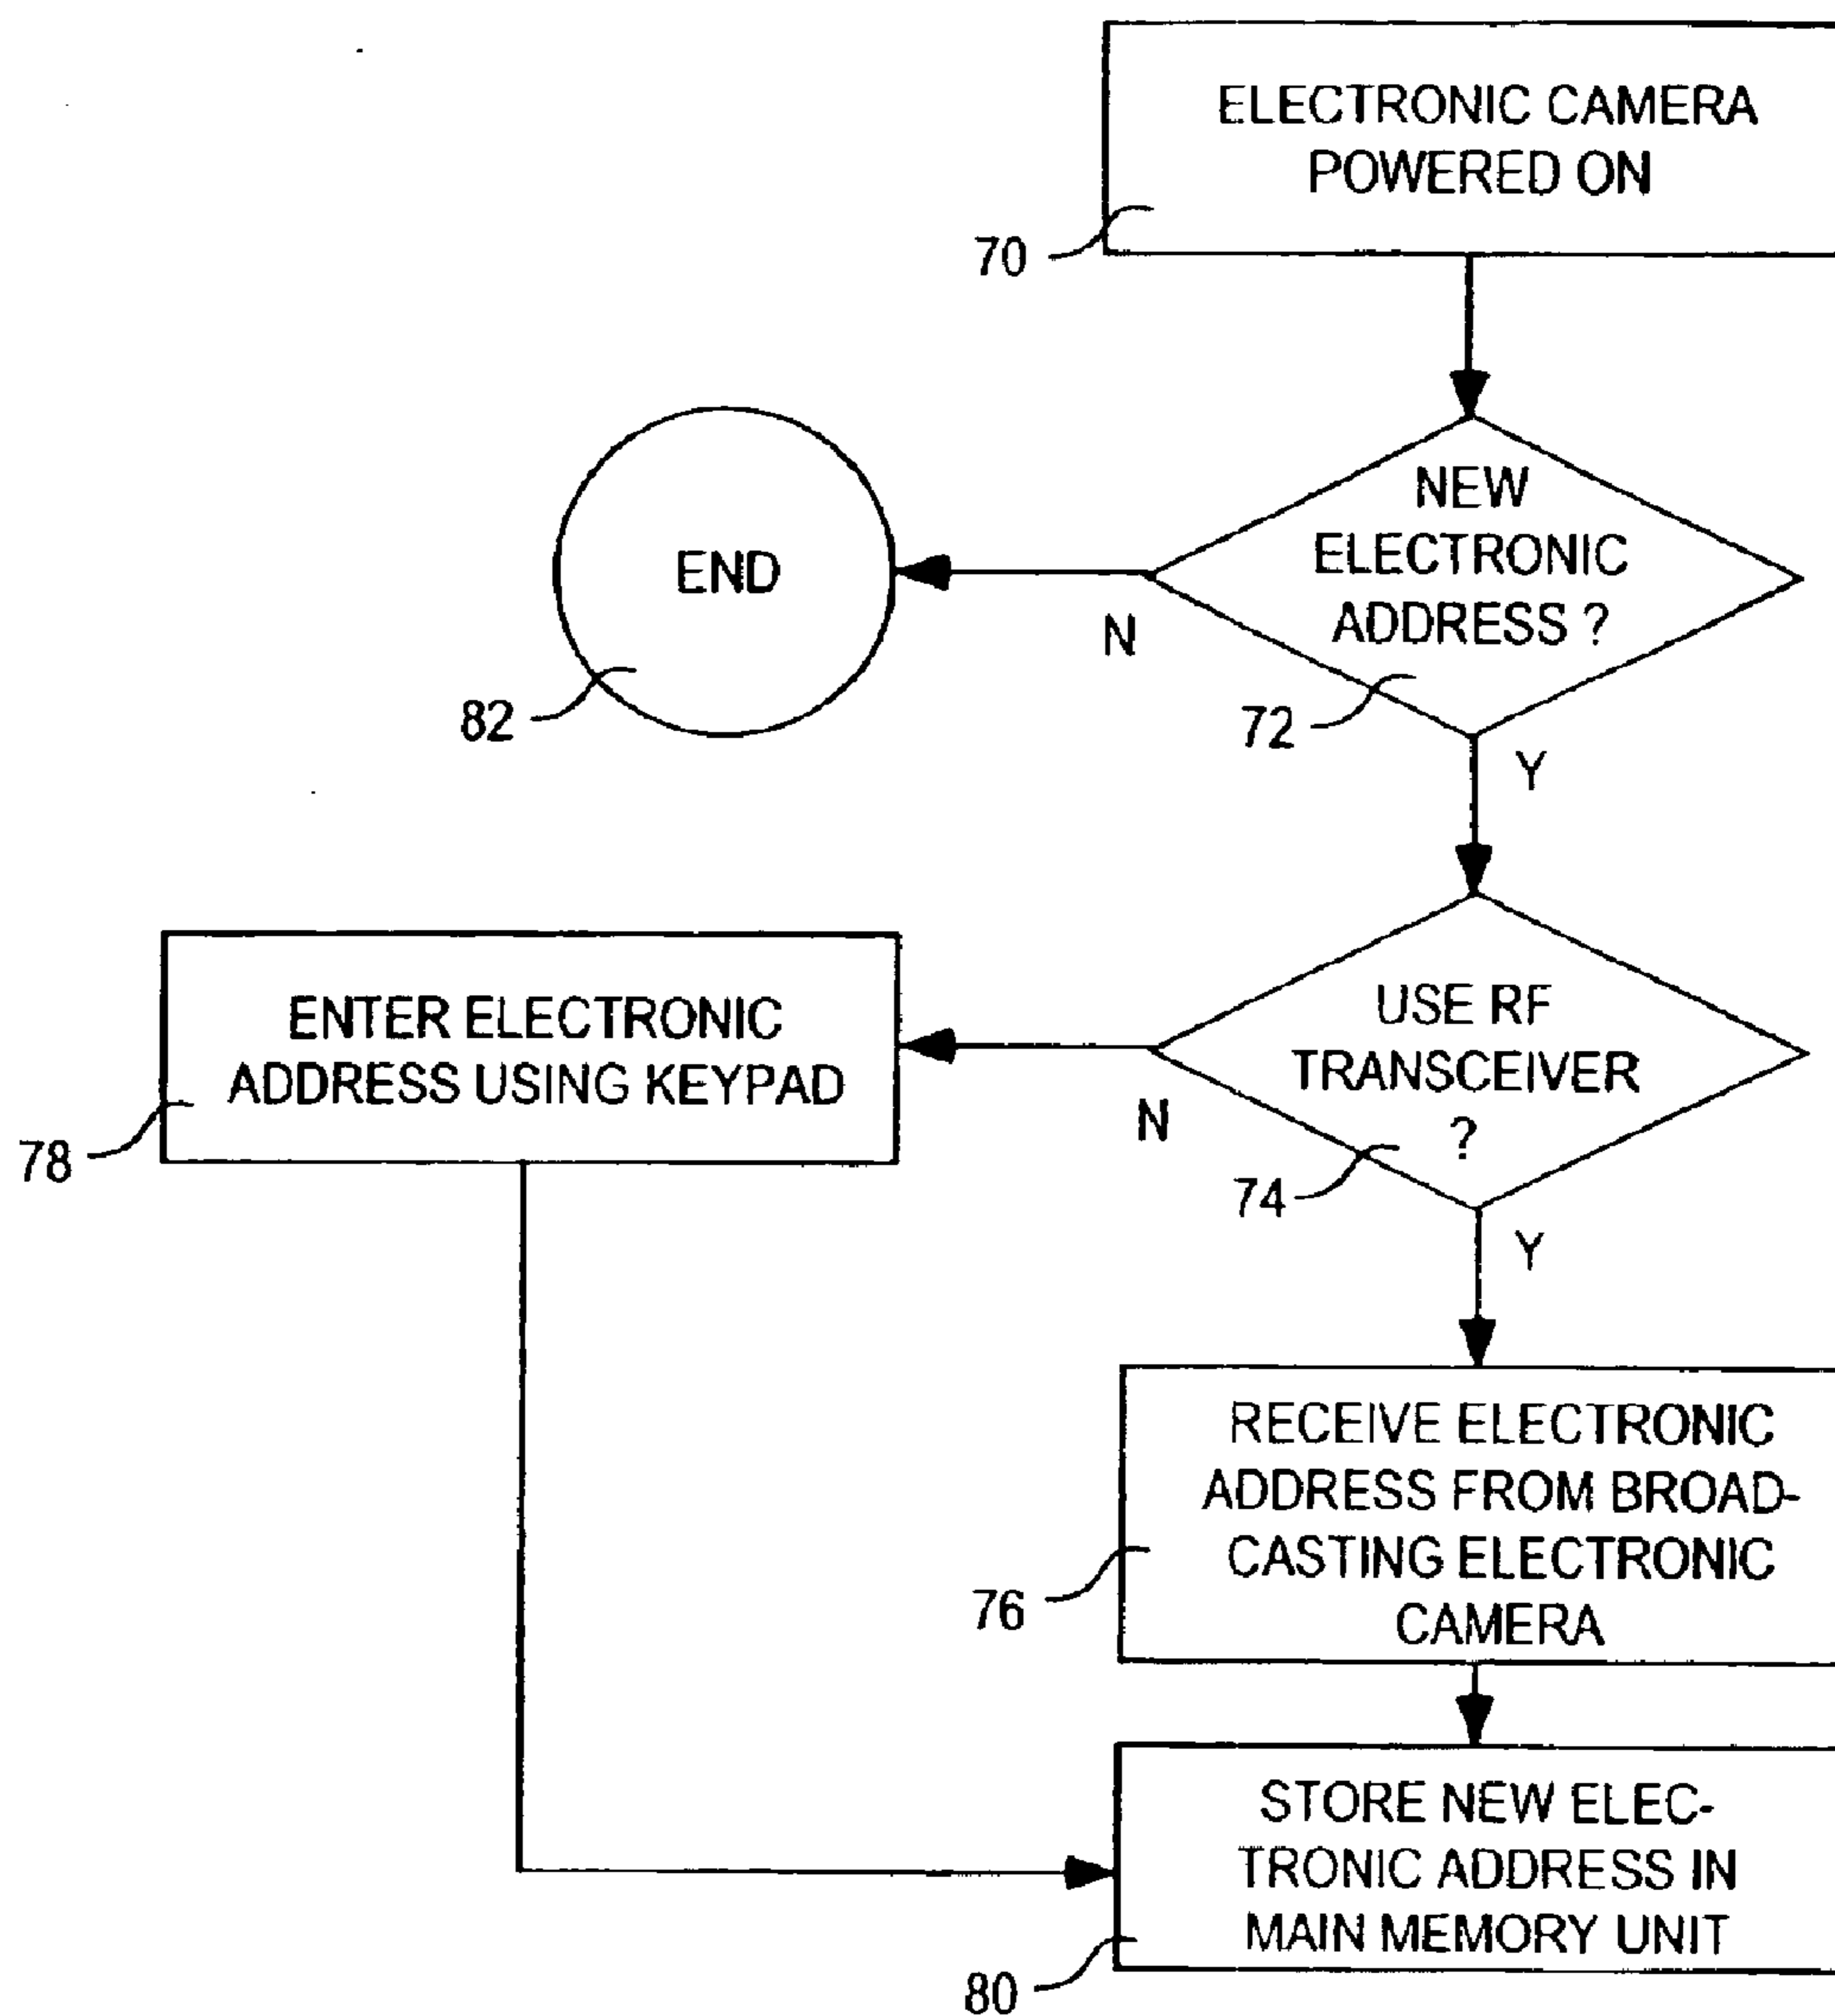 ELECTRONIC CAMERA
POWERED ON
70
NEW
ELECTRONIC
ADDRESS ?
72
END
82
N
Y
USE RF
TRANSCEIVER
?
74
N
Y
ENTER ELECTRONIC
ADDRESS USING KEYPAD
78
RECEIVE ELECTRONIC
ADDRESS FROM BROAD-
CASTING ELECTRONIC
CAMERA
76
STORE NEW ELEC-
TRONIC ADDRESS IN
MAIN MEMORY UNIT
80